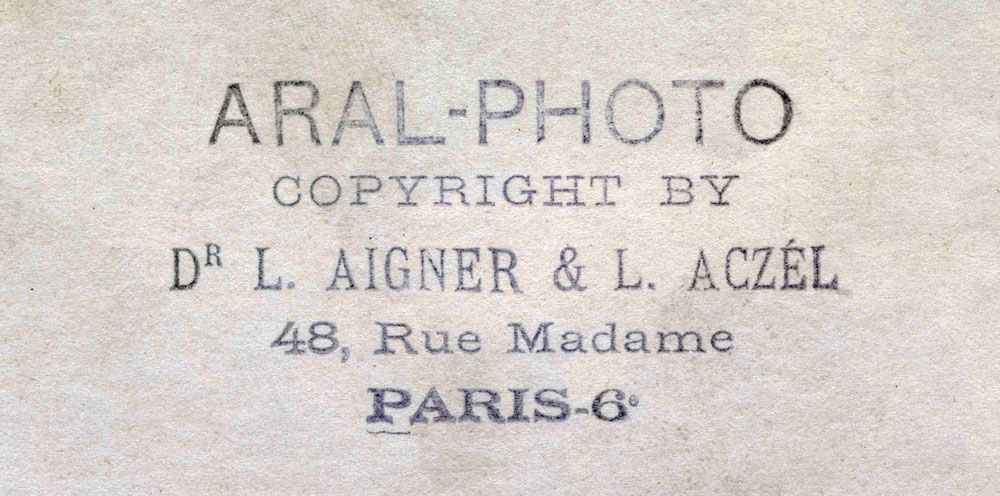 ARAL-PHOTO
COPYRIGHT BY
Dᴿ L. AIGNER & L. ACZÉL
48, Rue Madame
PARIS-6ᵉ